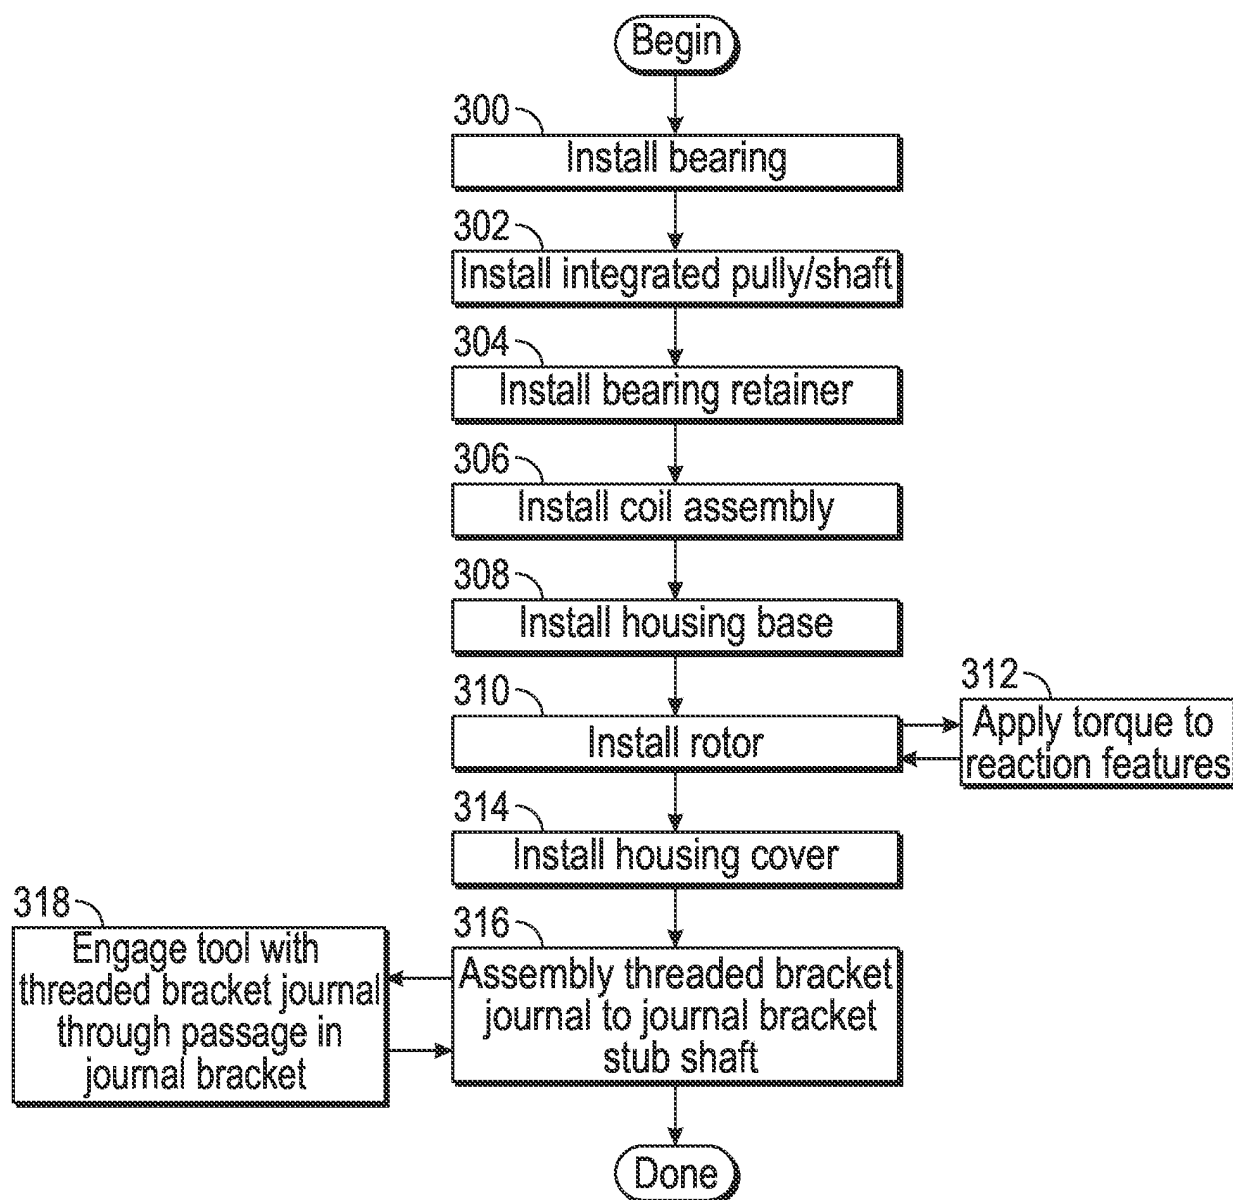 Begin
300
Install bearing
302
Install integrated pully/shaft
304
Install bearing retainer
306
Install coil assembly
308
Install housing base
310
Install rotor
312
Apply torque to
reaction features
314
Install housing cover
316
Assembly threaded bracket
journal to journal bracket
stub shaft
318
Engage tool with
threaded bracket journal
through passage in
journal bracket
Done